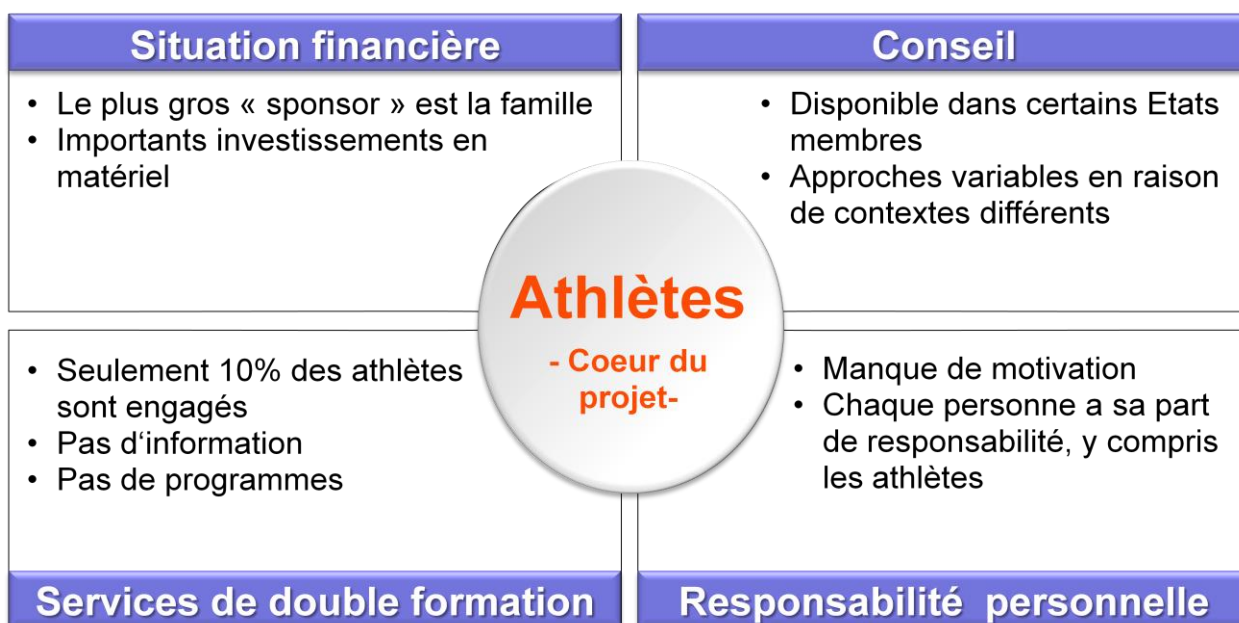 Situation financière
• Le plus gros « sponsor » est la famille
• Importants investissements en
matériel
Conseil
• Disponible dans certains Etats
membres
• Approches variables en raison
de contextes différents
Athlètes
- Coeur du
projet-
• Seulement 10% des athlètes
sont engagés
• Pas d‘information
• Pas de programmes
Services de double formation
• Manque de motivation
• Chaque personne a sa part
de responsabilité, y compris
les athlètes
Responsabilité personnelle